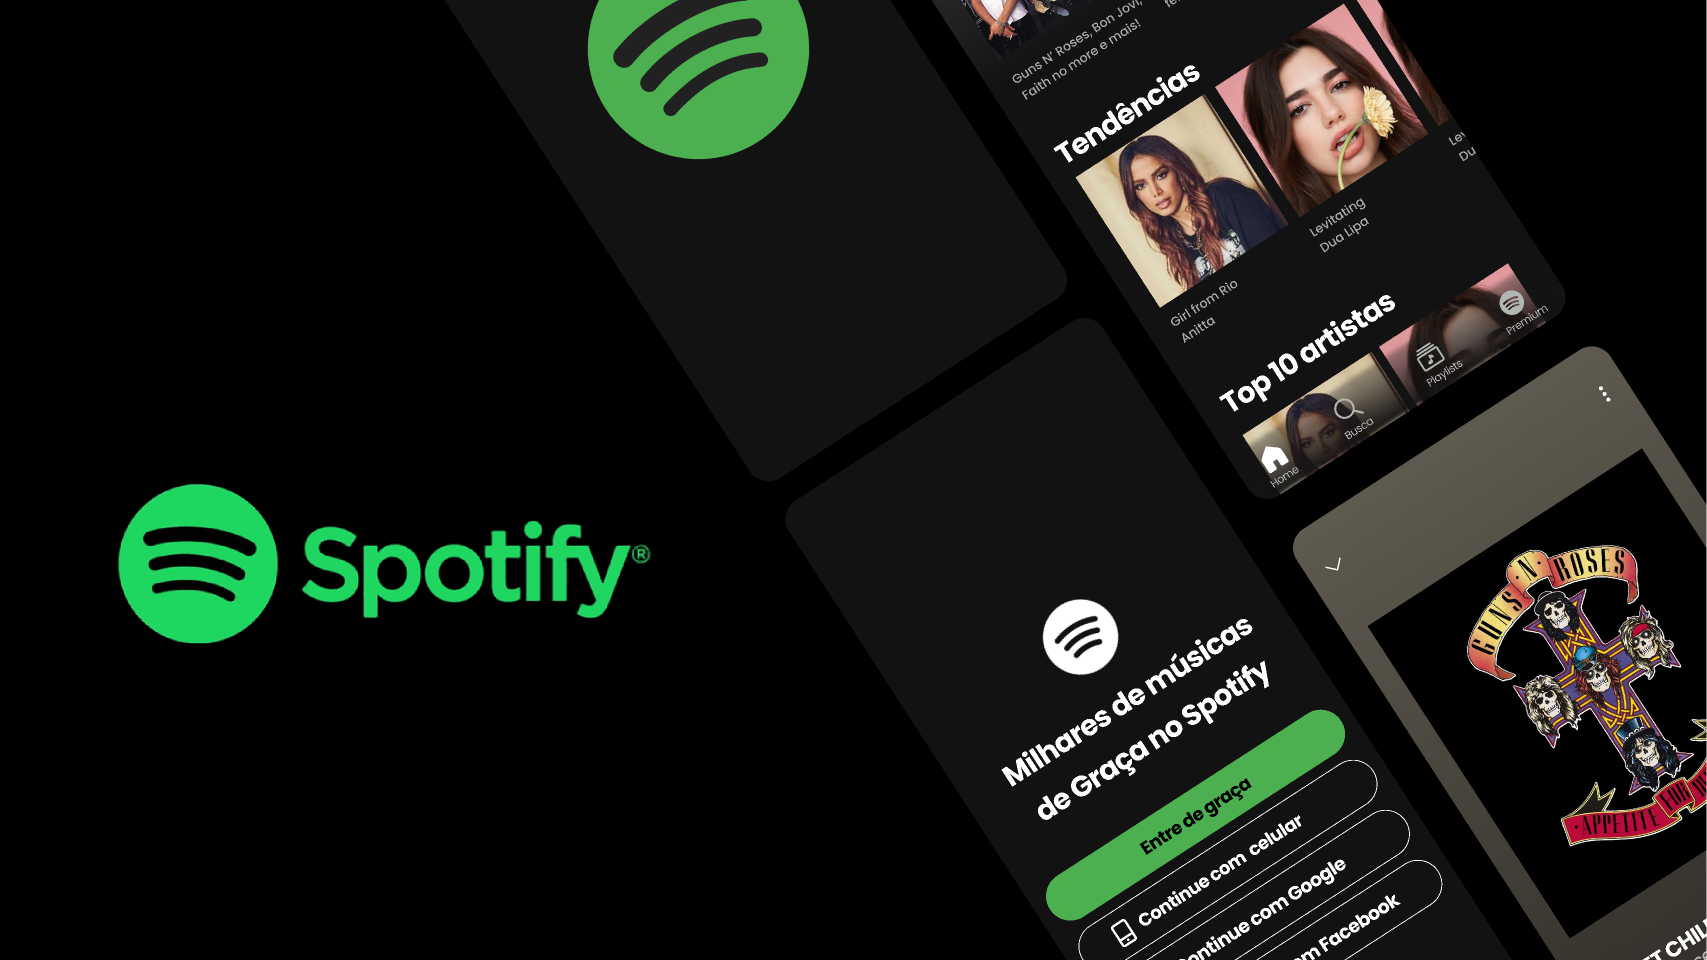 Spotify®
Guns N' Roses, Bon Jovi,
Faith no more e mais!
Tendências
Girl from Rio
Anitta
Levitating
Dua Lipa
Top 10 artistas
Home
Busca
Playlists
Premium
Milhares de músicas
de Graça no Spotify
Entre de graça
Continue com celular
Continue com Google
Facebook
GUNS · N · ROSES
APPETITE FOR